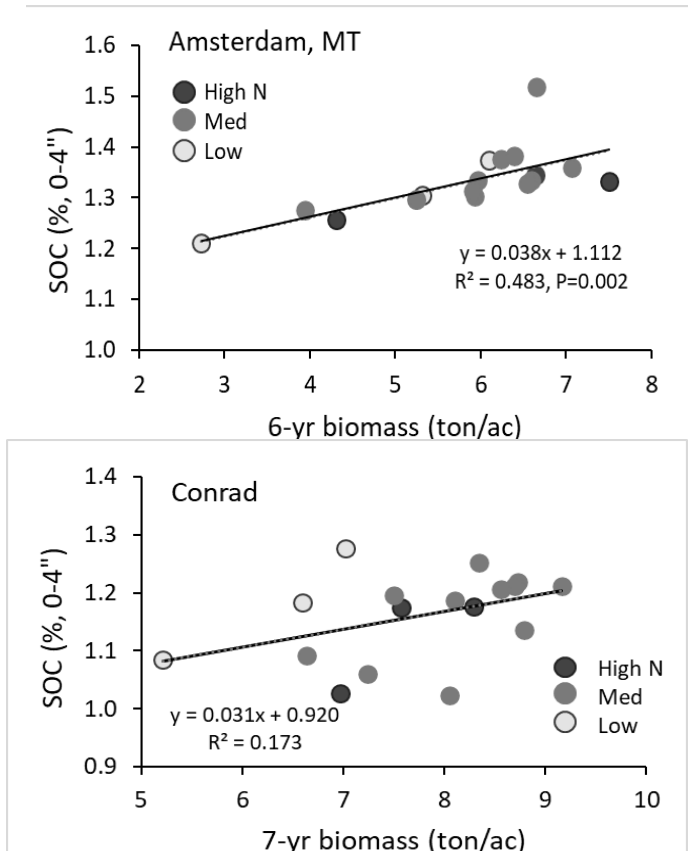 Amsterdam, MT
High N
Med
Low
SOC (%, 0-4")
1.6
1.5
1.4
1.3
1.2
1.1
1.0
y = 0.038x + 1.112
R² = 0.483, P=0.002
2 3 4 5 6 7 8
6-yr biomass (ton/ac)
Conrad
SOC (%, 0-4")
1.4
1.3
1.2
1.1
1.0
0.9
High N
Med
Low
y = 0.031x + 0.920
R² = 0.173
5 6 7 8 9 10
7-yr biomass (ton/ac)